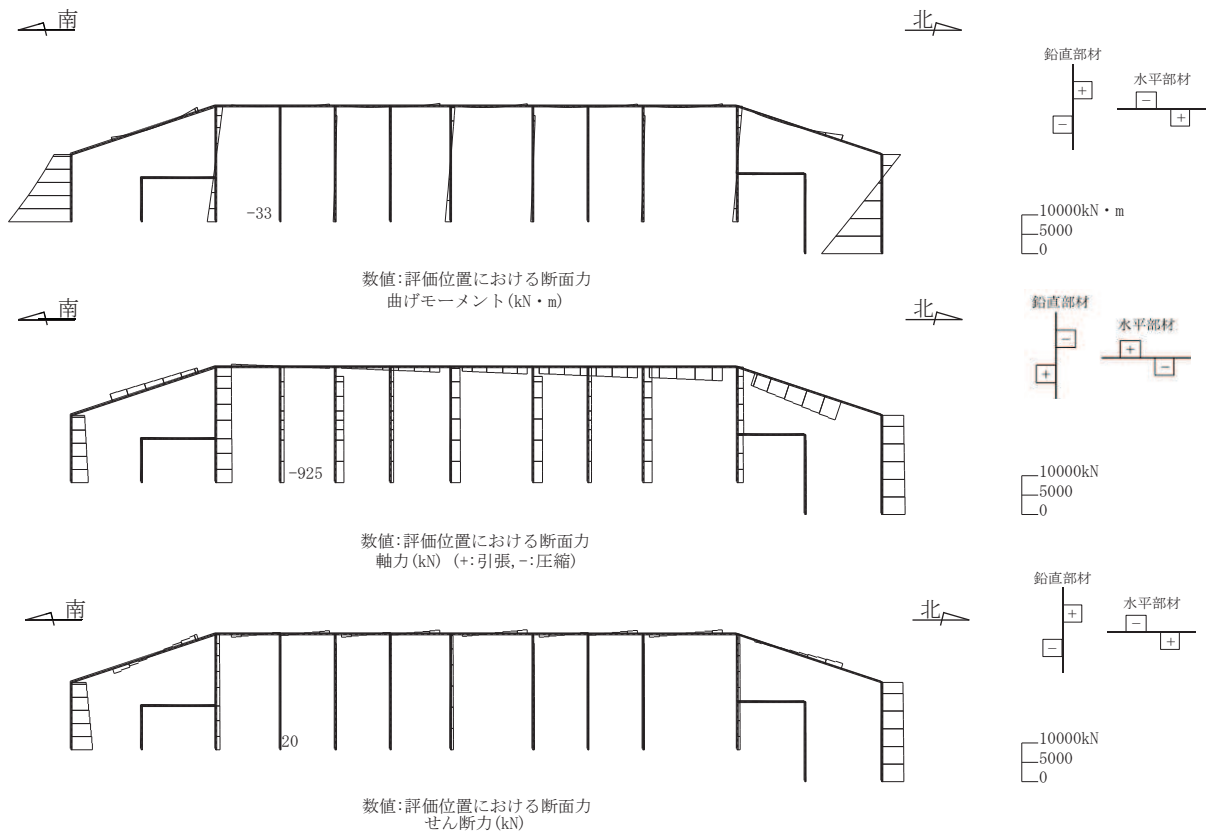 南
北
鉛直部材
水平部材
+
−
−
+
-33
10000kN・m
5000
0
数値:評価位置における断面力
曲げモーメント(kN・m)
南
北
鉛直部材
水平部材
−
+
+
−
-925
10000kN
5000
0
数値:評価位置における断面力
軸力(kN) (+:引張,-:圧縮)
南
北
鉛直部材
水平部材
+
−
−
+
20
10000kN
5000
0
数値:評価位置における断面力
せん断力(kN)